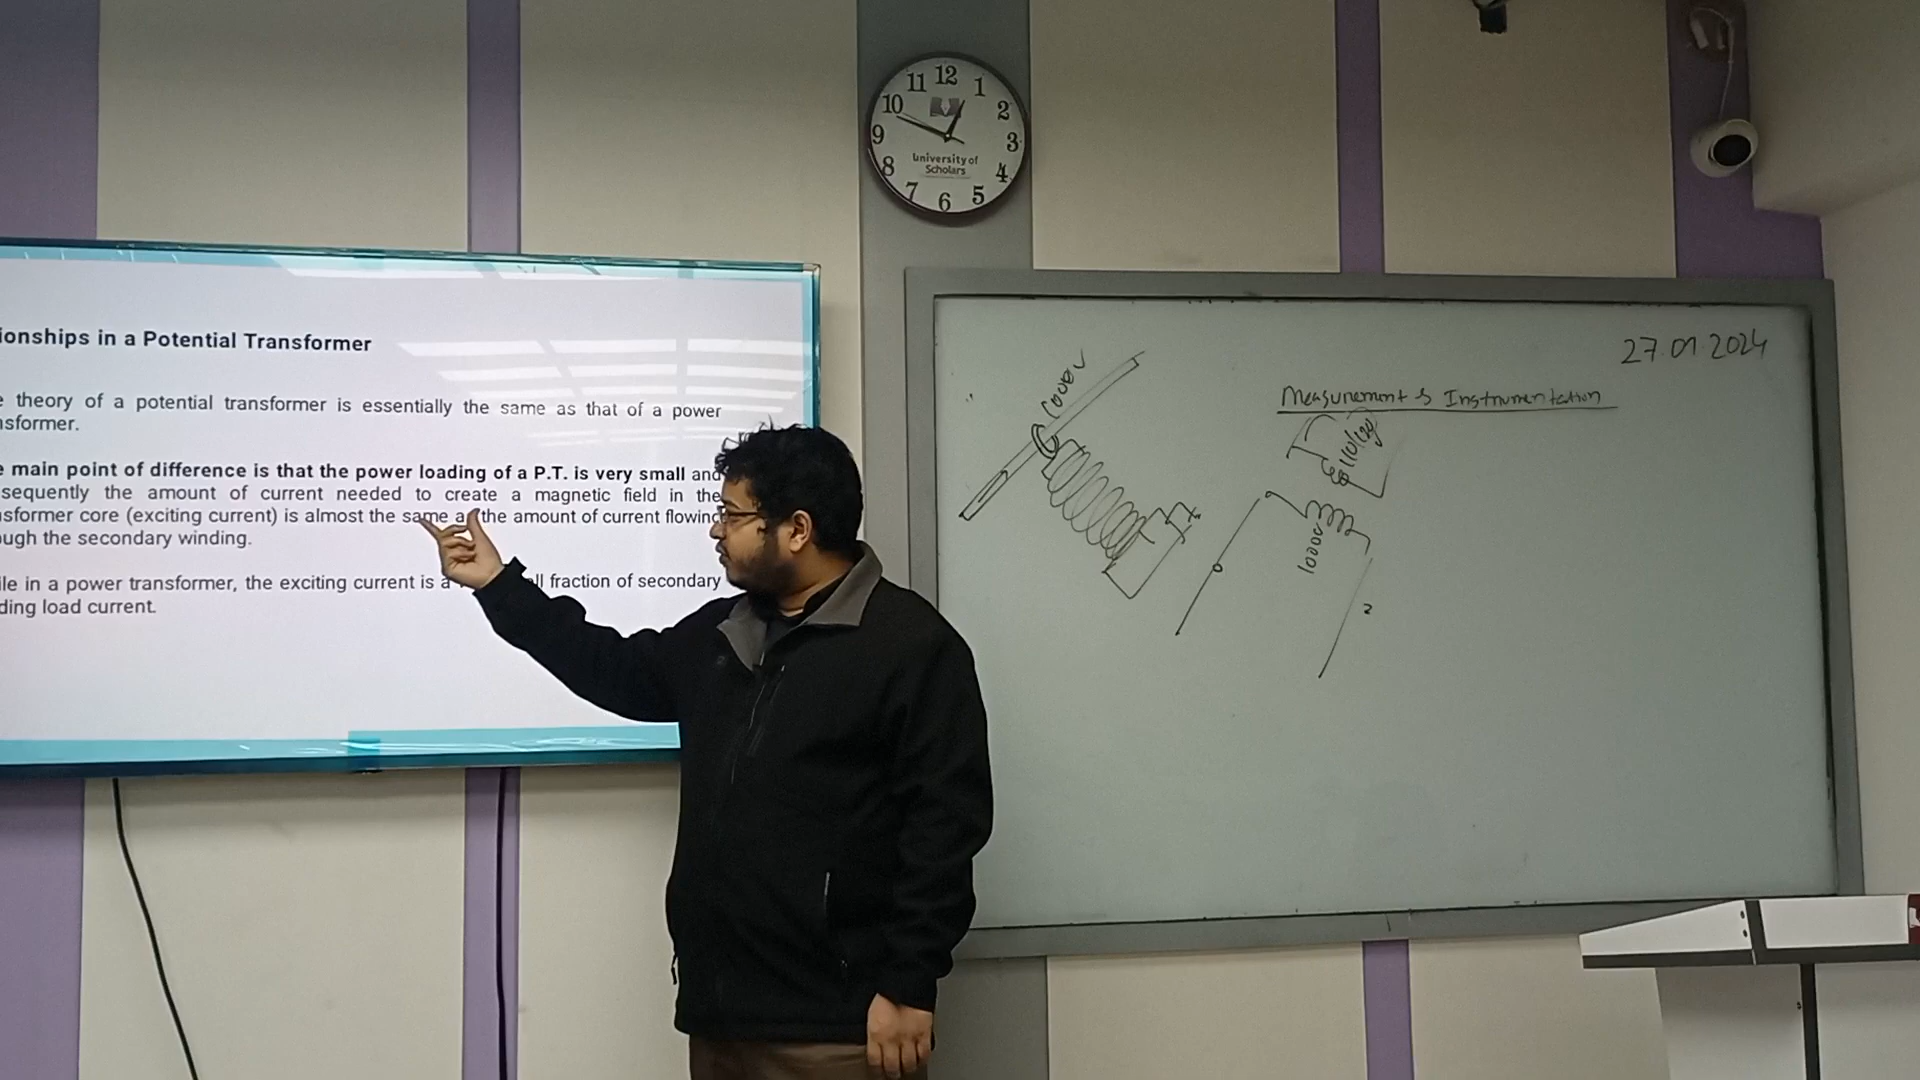 ionships in a Potential Transformer
theory of a potential transformer is essentially the same as that of a power
sformer.
main point of difference is that the power loading of a P.T. is very small and
sequently the amount of current needed to create a magnetic field in the
sformer core (exciting current) is almost the same as the amount of current flowing
ugh the secondary winding.
ile in a power transformer, the exciting current is a ll fraction of secondary
ding load current.
11 12 1
10 2
9 3
8 4
7 6 5
University of
Scholars
27.01 2024
Measurement & Instrumentation
1000V
110/120
1000